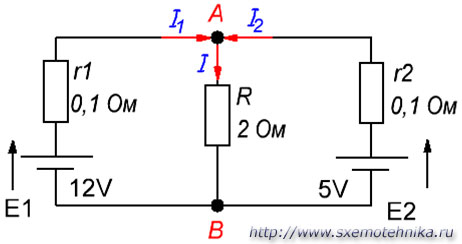 A
I1
I2
I
r1
0,1 Ом
R
2 Ом
r2
0,1 Ом
12V
5V
E1
B
E2
http://www.sxemotehnika.ru